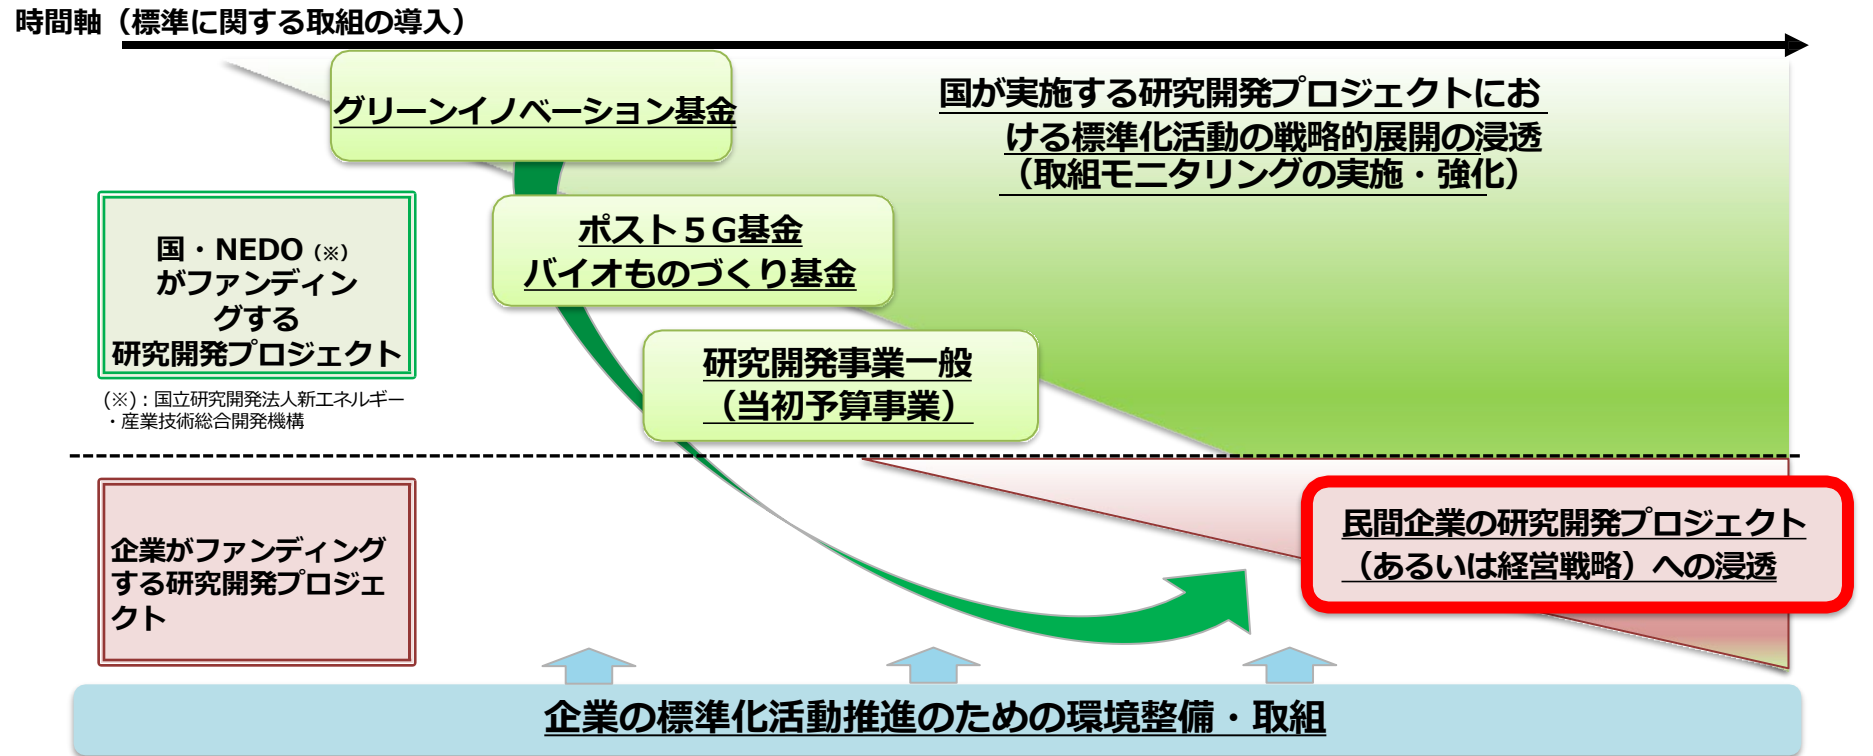 時間軸（標準に関する取組の導入）
グリーンイノベーション基金
国が実施する研究開発プロジェクトにお
ける標準化活動の戦略的展開の浸透
（取組モニタリングの実施・強化）
国・NEDO（※）
がファンディン
グする
研究開発プロジェクト
ポスト５G基金
バイオものづくり基金
研究開発事業一般
（当初予算事業）
(※)：国立研究開発法人新エネルギー
・産業技術総合開発機構
企業がファンディング
する研究開発プロジェ
クト
民間企業の研究開発プロジェクト
（あるいは経営戦略）への浸透
企業の標準化活動推進のための環境整備・取組